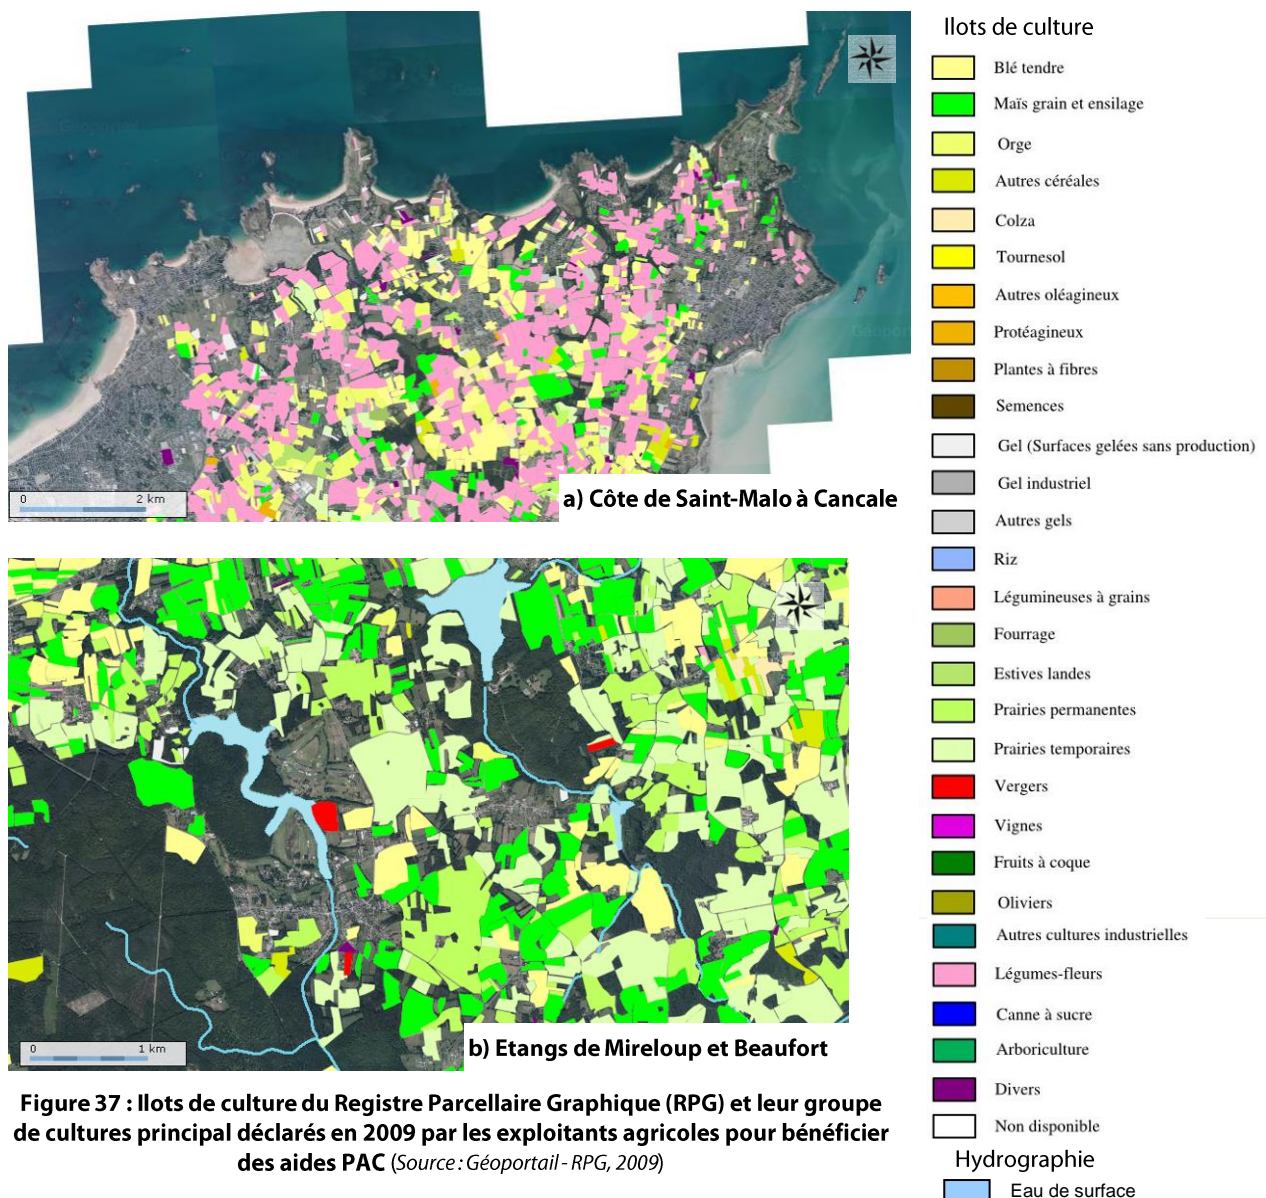 Ilots de culture
Blé tendre
Maïs grain et ensilage
Orge
Autres céréales
Colza
Tournesol
Autres oléagineux
Protéagineux
Plantes à fibres
Semences
Gel (Surfaces gelées sans production)
Gel industriel
Autres gels
Riz
Légumineuses à grains
Fourrage
Estives landes
Prairies permanentes
Prairies temporaires
Vergers
Vignes
Fruits à coque
Oliviers
Autres cultures industrielles
Légumes-fleurs
Canne à sucre
Arboriculture
Divers
Non disponible
Hydrographie
Eau de surface
0 2 km
a) Côte de Saint-Malo à Cancale
0 1 km
b) Etangs de Mireloup et Beaufort
Figure 37 : Ilots de culture du Registre Parcellaire Graphique (RPG) et leur groupe
de cultures principal déclarés en 2009 par les exploitants agricoles pour bénéficier
des aides PAC (Source : Géoportail - RPG, 2009)